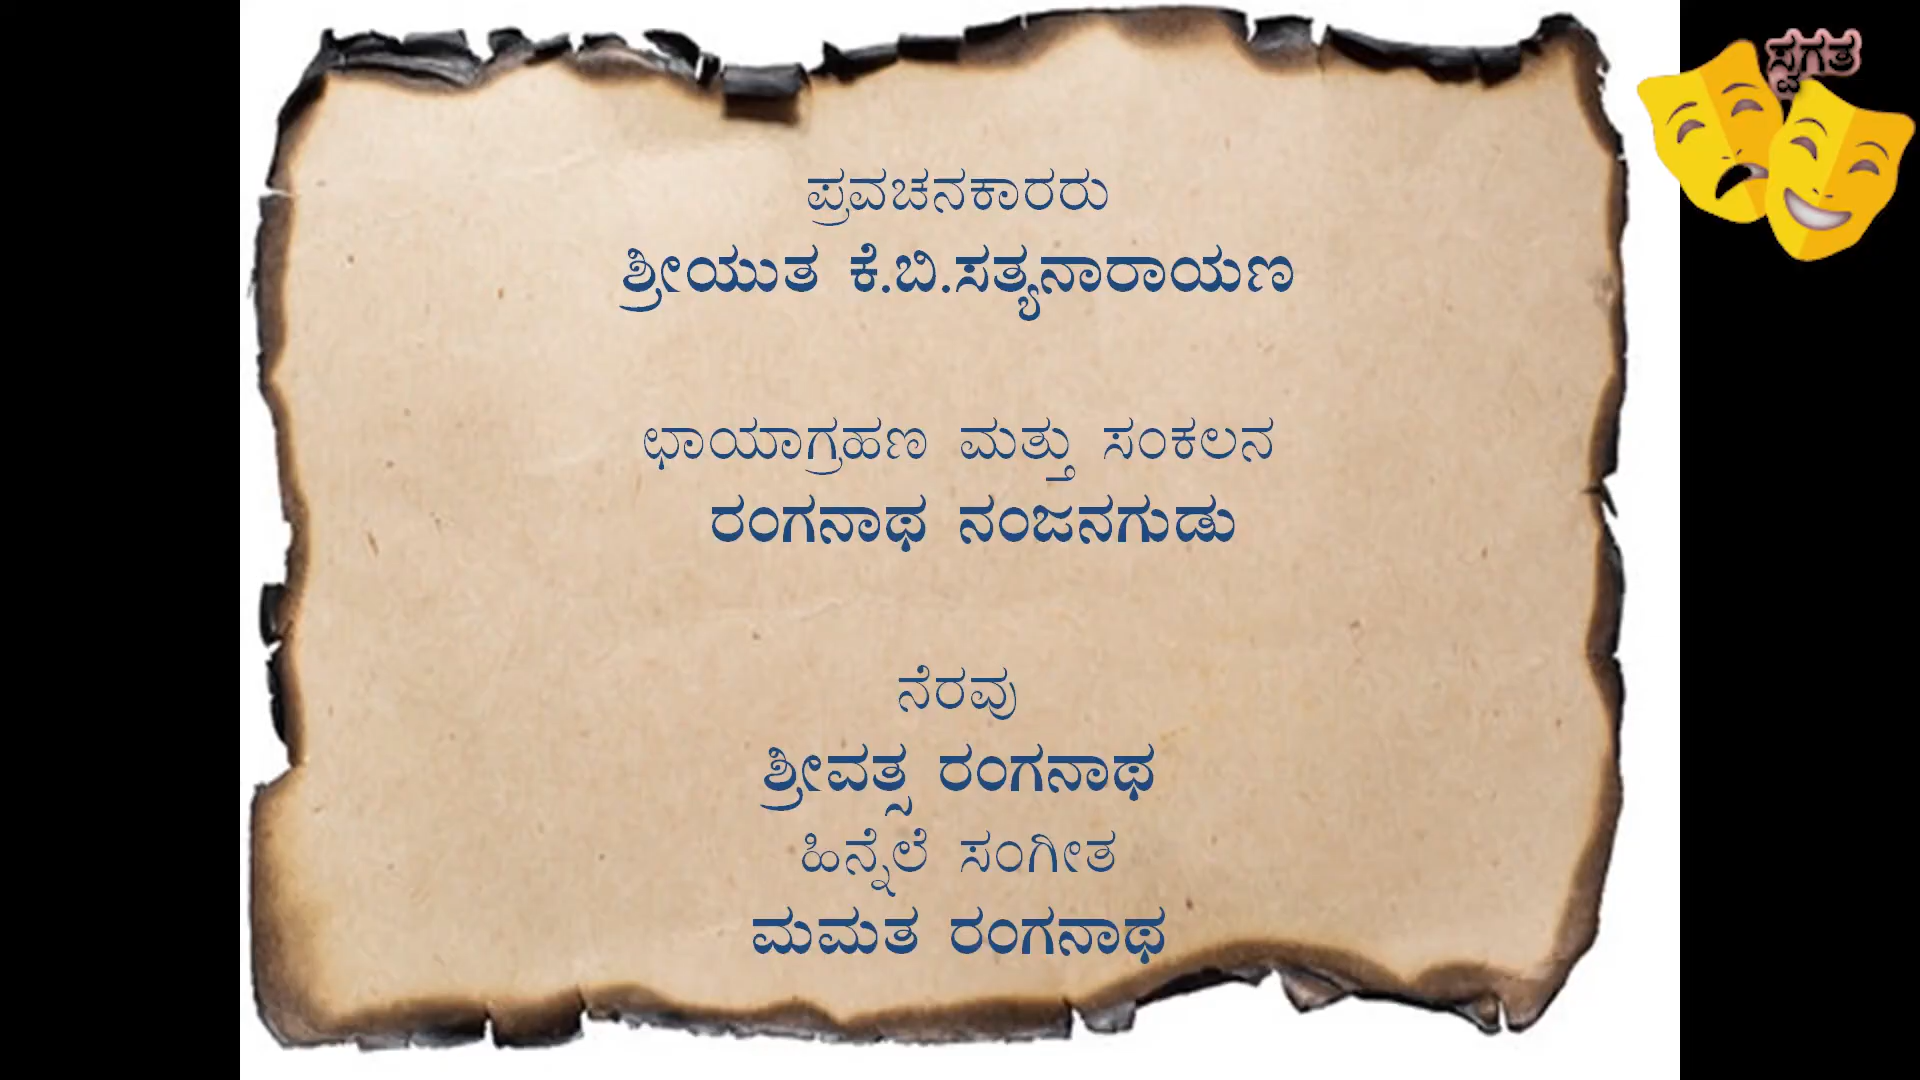 ಸ್ವಗತ
ಪ್ರವಚನಕಾರರು
ಶ್ರೀಯುತ ಕೆ.ಬಿ.ಸತ್ಯನಾರಾಯಣ
ಛಾಯಾಗ್ರಹಣ ಮತ್ತು ಸಂಕಲನ
ರಂಗನಾಥ ನಂಜನಗುಡು
ನೆರವು
ಶ್ರೀವತ್ಸ ರಂಗನಾಥ
ಹಿನ್ನೆಲೆ ಸಂಗೀತ
ಮಮತ ರಂಗನಾಥ